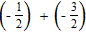 (-1/2) + (-3/2)